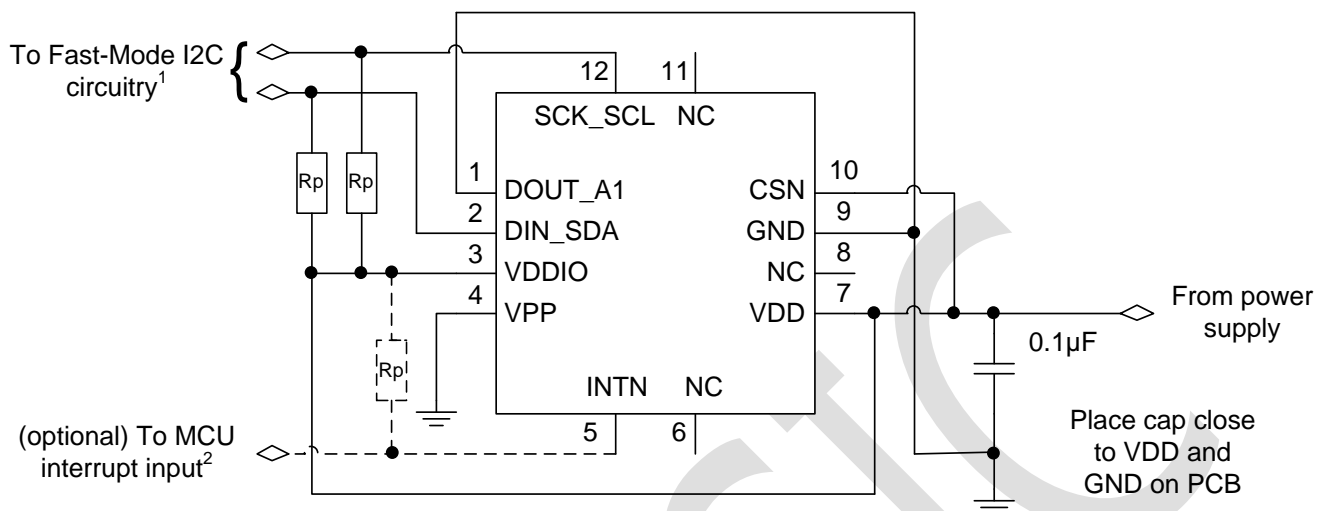 To Fast-Mode I2C
circuitry1
{
12
11
SCK_SCL
NC
Rp
Rp
1
DOUT_A1
CSN
10
2
DIN_SDA
GND
9
3
VDDIO
NC
8
4
VPP
VDD
7
From power
supply
0.1µF
Rp
INTN
NC
5
6
(optional) To MCU
interrupt input2
Place cap close
to VDD and
GND on PCB